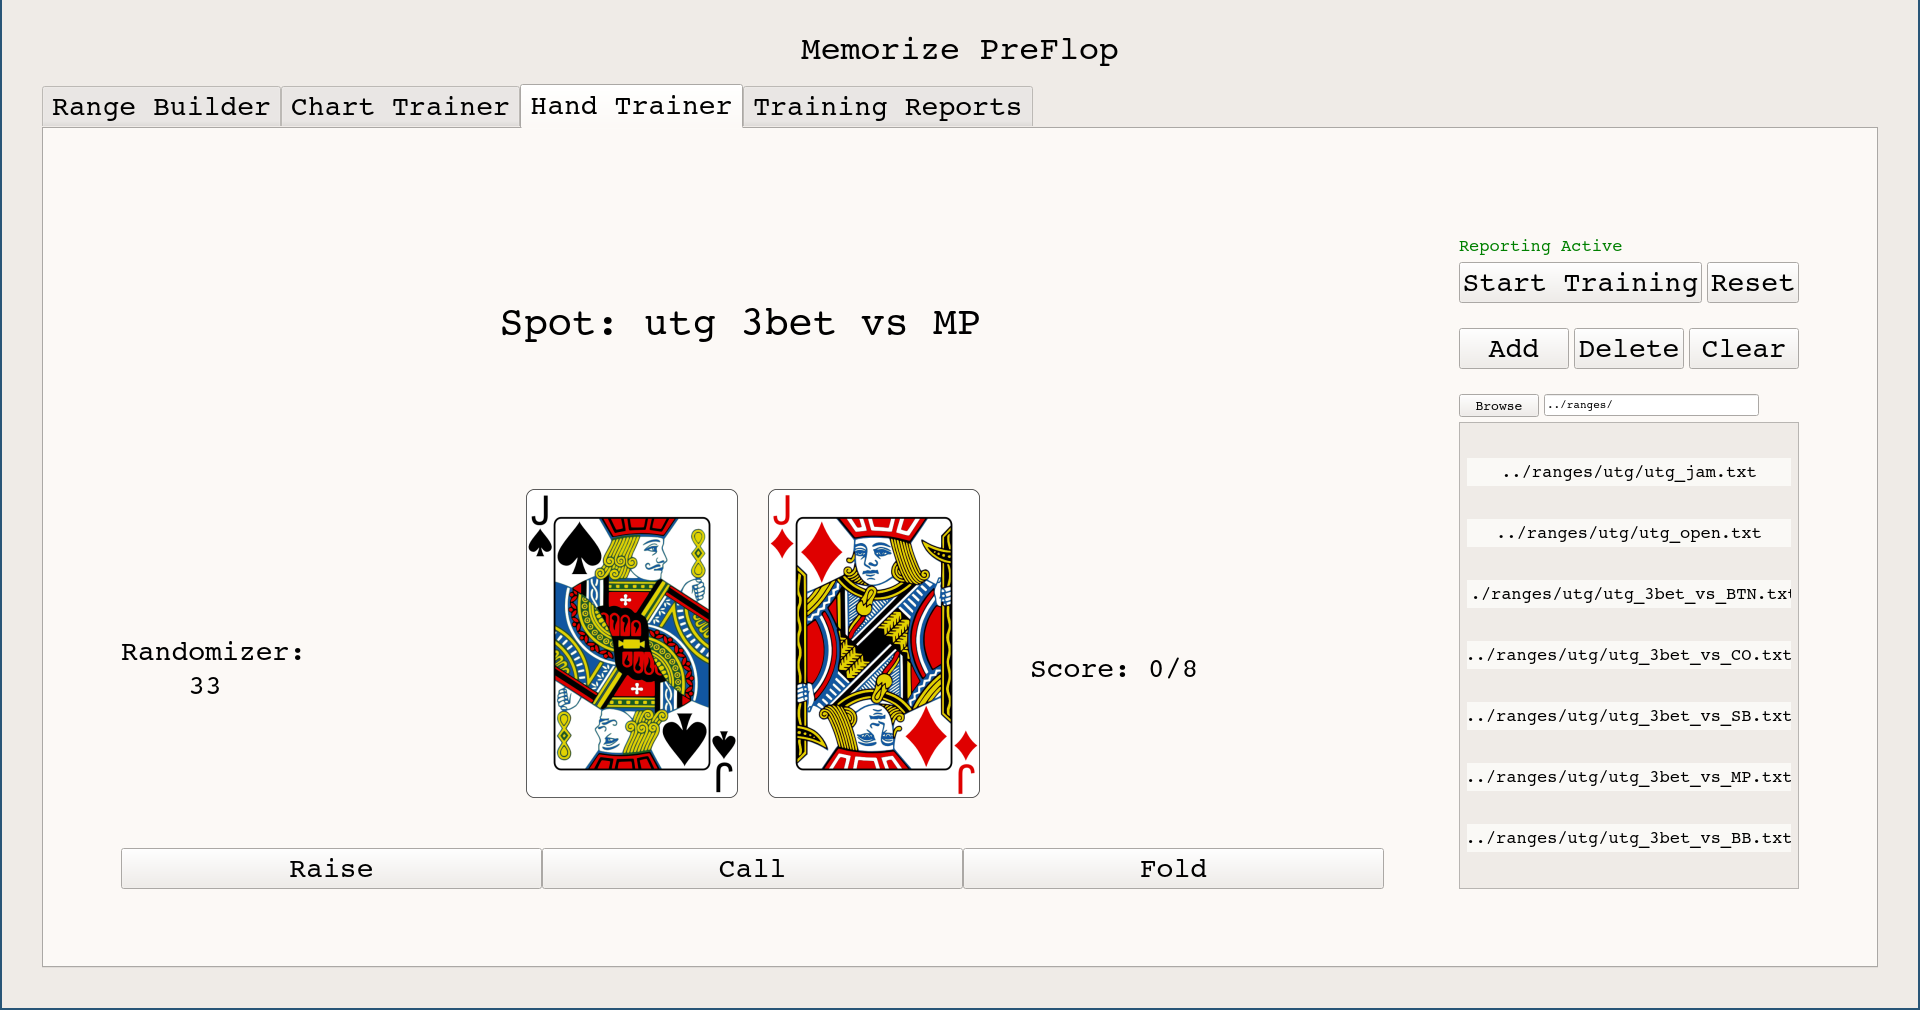 Memorize PreFlop
Range Builder
Chart Trainer
Hand Trainer
Training Reports
Reporting Active
Start Training
Reset
Spot: utg 3bet vs MP
Add
Delete
Clear
Browse
../ranges/
../ranges/utg/utg_jam.txt
../ranges/utg/utg_open.txt
./ranges/utg/utg_3bet_vs_BTN.txt
../ranges/utg/utg_3bet_vs_CO.txt
../ranges/utg/utg_3bet_vs_SB.txt
../ranges/utg/utg_3bet_vs_MP.txt
../ranges/utg/utg_3bet_vs_BB.txt
J
J
J
J
Randomizer:
33
Score: 0/8
Raise
Call
Fold